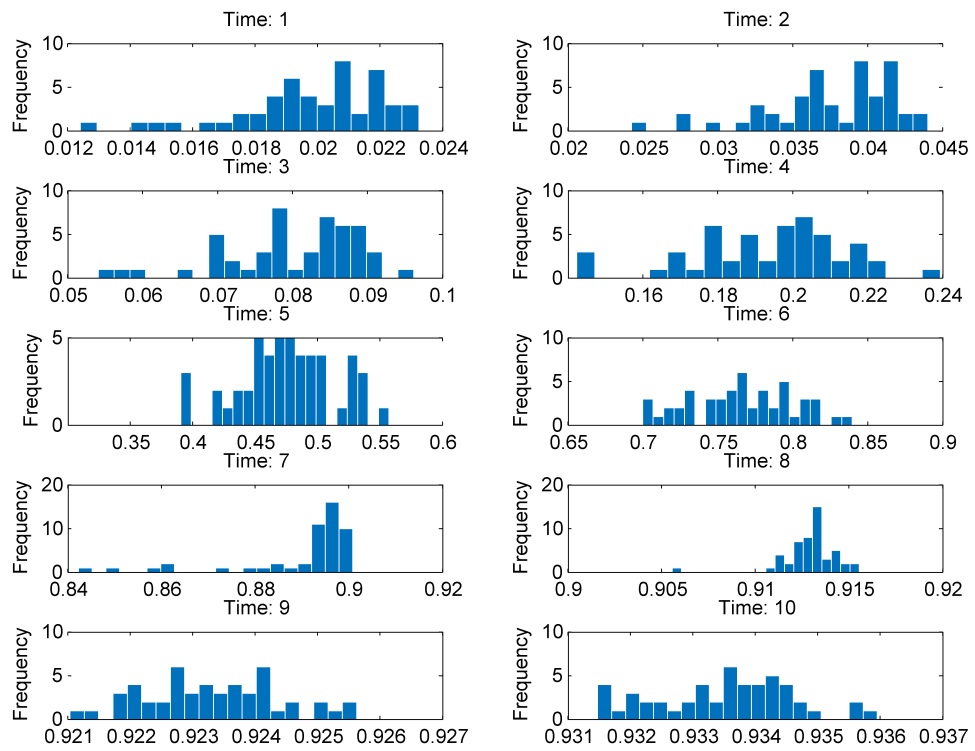 Time: 1
Frequency
10
5
0
0.012 0.014 0.016 0.018 0.02 0.022 0.024
Time: 2
Frequency
10
5
0
0.02 0.025 0.03 0.035 0.04 0.045
Time: 3
Frequency
10
5
0
0.05 0.06 0.07 0.08 0.09 0.1
Time: 4
Frequency
10
5
0
0.16 0.18 0.2 0.22 0.24
Time: 5
Frequency
5
0
0.35 0.4 0.45 0.5 0.55 0.6
Time: 6
Frequency
10
5
0
0.65 0.7 0.75 0.8 0.85 0.9
Time: 7
Frequency
20
10
0
0.84 0.86 0.88 0.9 0.92
Time: 8
Frequency
20
10
0
0.9 0.905 0.91 0.915 0.92
Time: 9
Frequency
10
5
0
0.921 0.922 0.923 0.924 0.925 0.926 0.927
Time: 10
Frequency
10
5
0
0.931 0.932 0.933 0.934 0.935 0.936 0.937